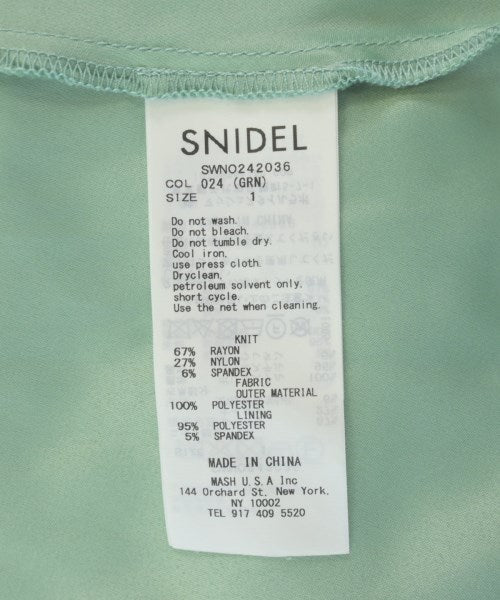 SNIDEL
SWNO242036
COL 024 (GRN)
SIZE 1
Do not wash.
Do not bleach.
Do not tumble dry.
Cool iron,
use press cloth.
Dryclean,
petroleum solvent only.
short cycle.
Use the net when cleaning.
KNIT
67% RAYON
27% NYLON
6% SPANDEX
FABRIC
OUTER MATERIAL
100% POLYESTER
LINING
95% POLYESTER
5% SPANDEX
MADE IN CHINA
MASH U.S.A Inc
144 Orchard St. New York.
NY 10002
TEL 917 409 5520